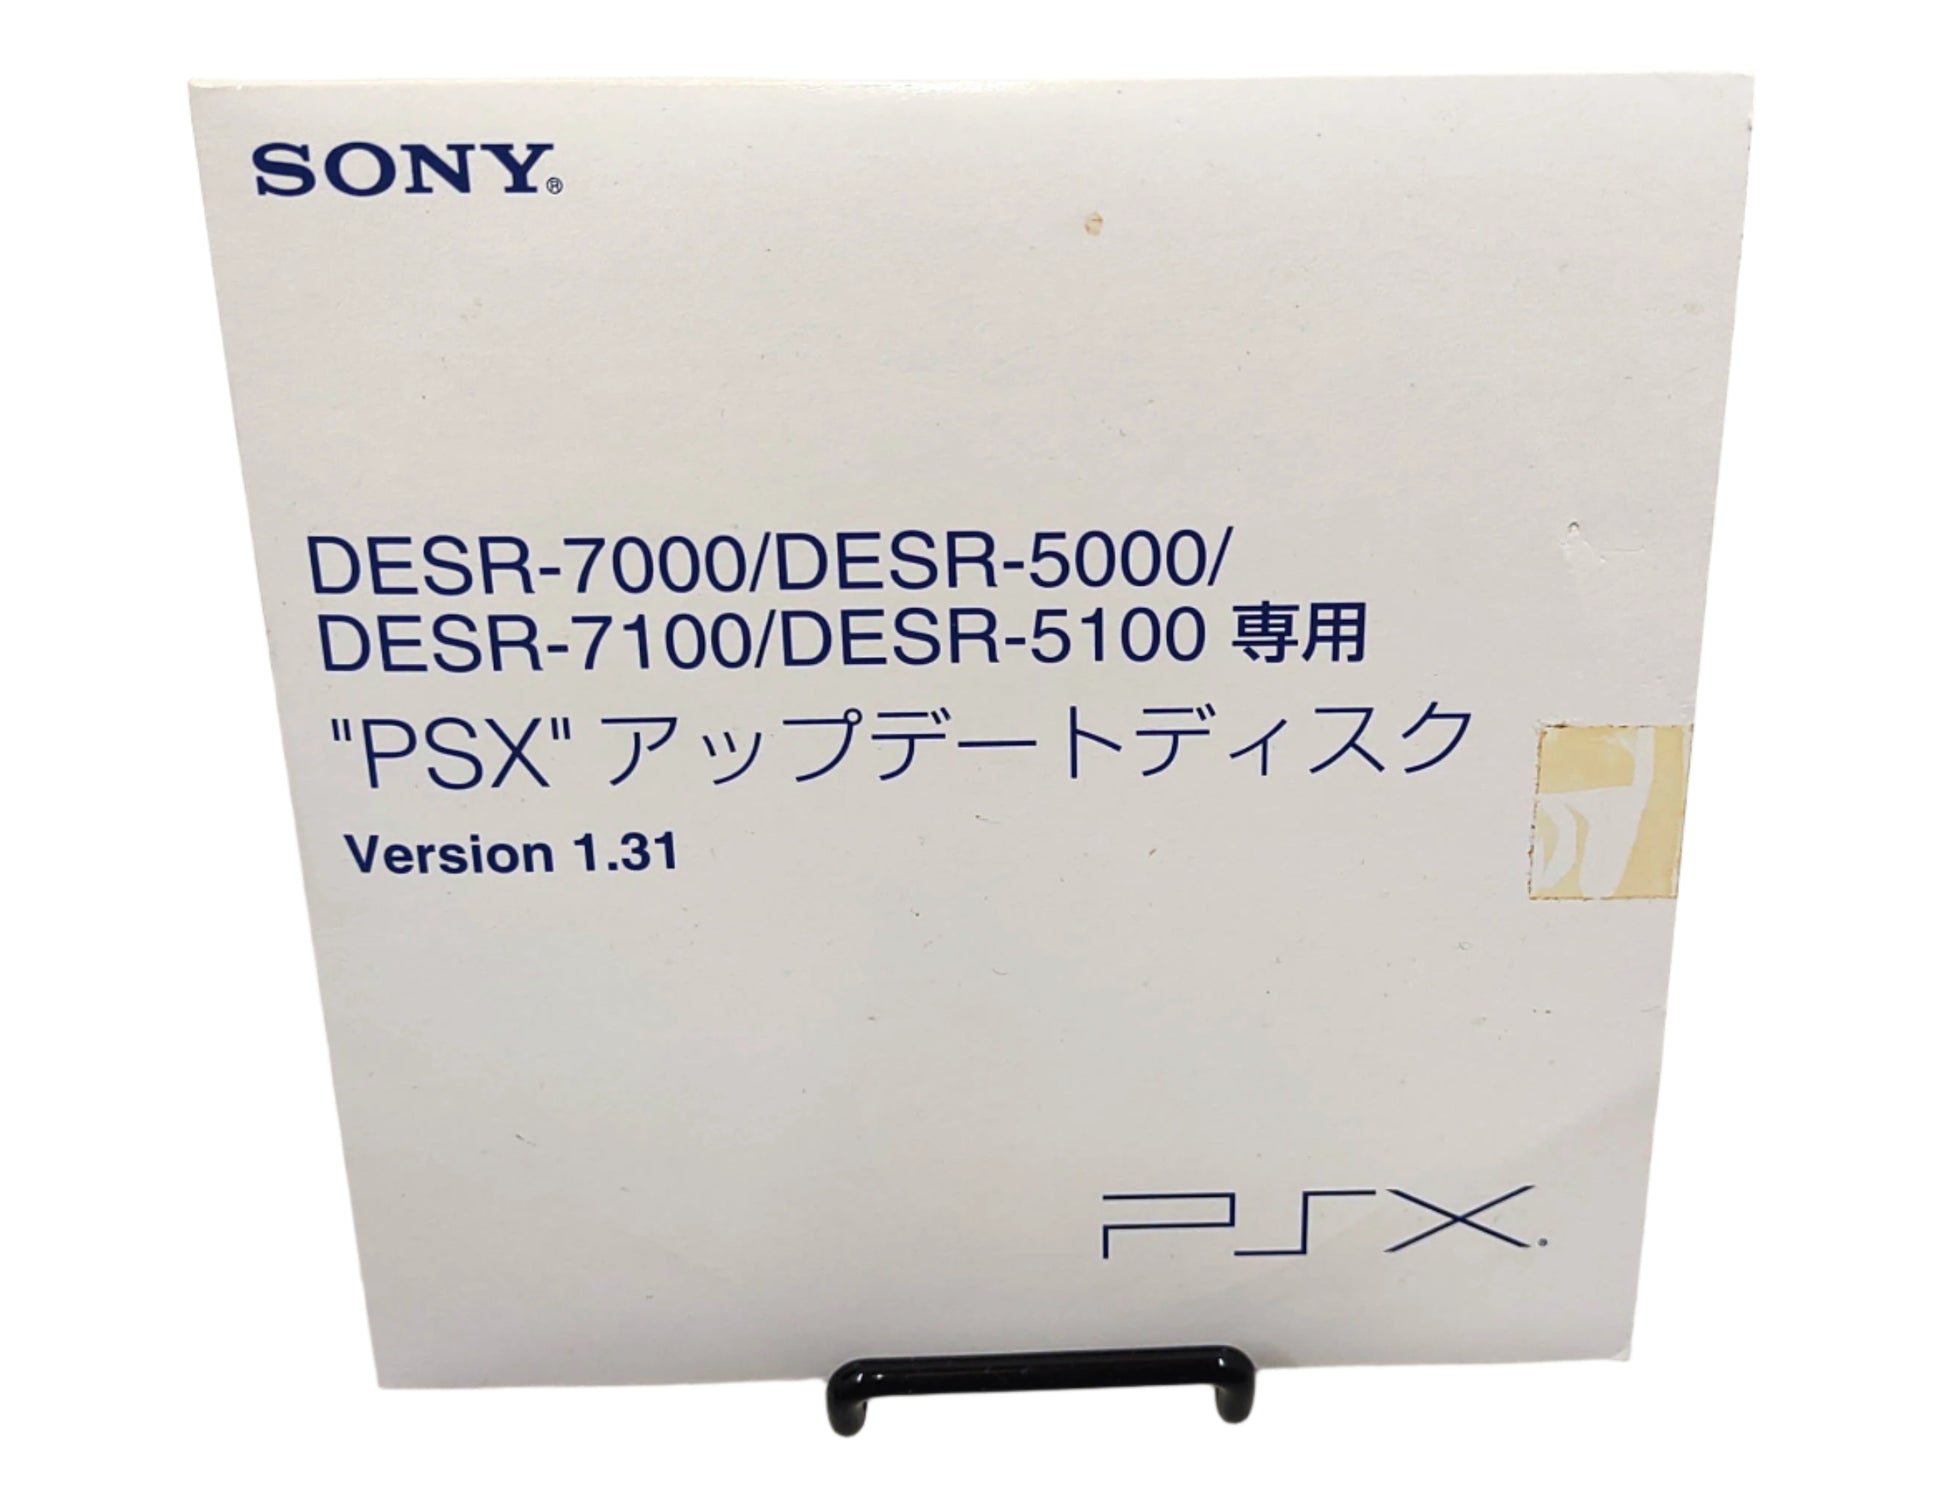 SONY®
DESR-7000/DESR-5000/
DESR-7100/DESR-5100 専用
"PSX" アップデートディスク
Version 1.31
PSX